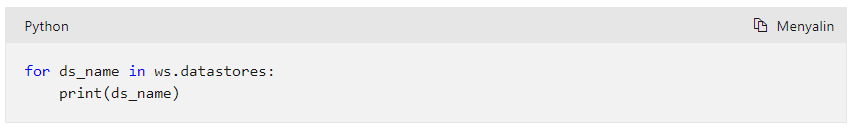 Python
Menyalin
for ds_name in ws.datastores:
    print(ds_name)